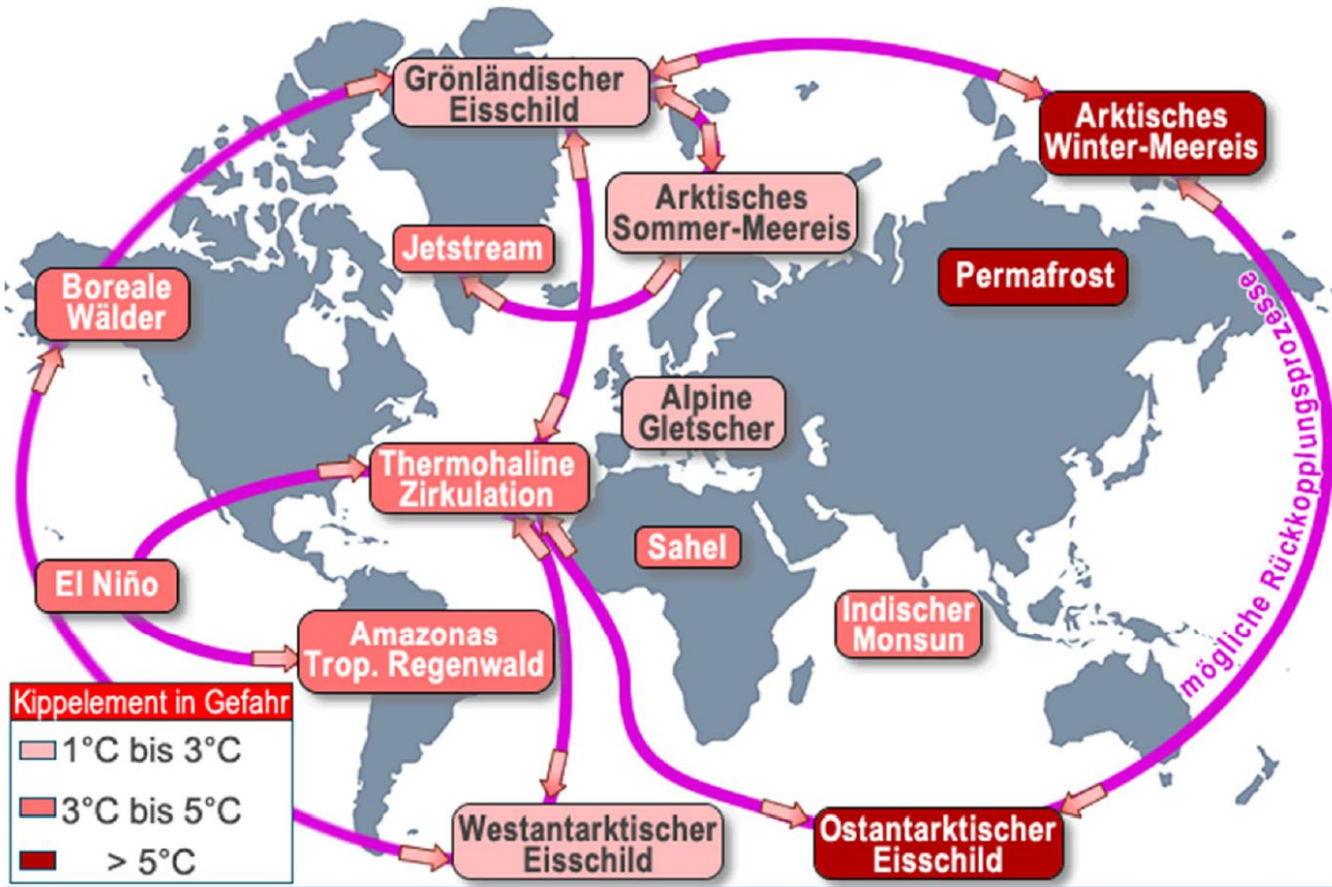 Grönländischer
Eisschild
Arktisches
Winter-Meereis
Arktisches
Sommer-Meereis
Jetstream
Permafrost
Boreale
Wälder
Alpine
Gletscher
Thermohaline
Zirkulation
Sahel
El Niño
Indischer
Monsun
Amazonas
Trop. Regenwald
mögliche Rückkopplungsprozesse
Kippelement in Gefahr
1°C bis 3°C
3°C bis 5°C
> 5°C
Westantarktischer
Eisschild
Ostantarktischer
Eisschild